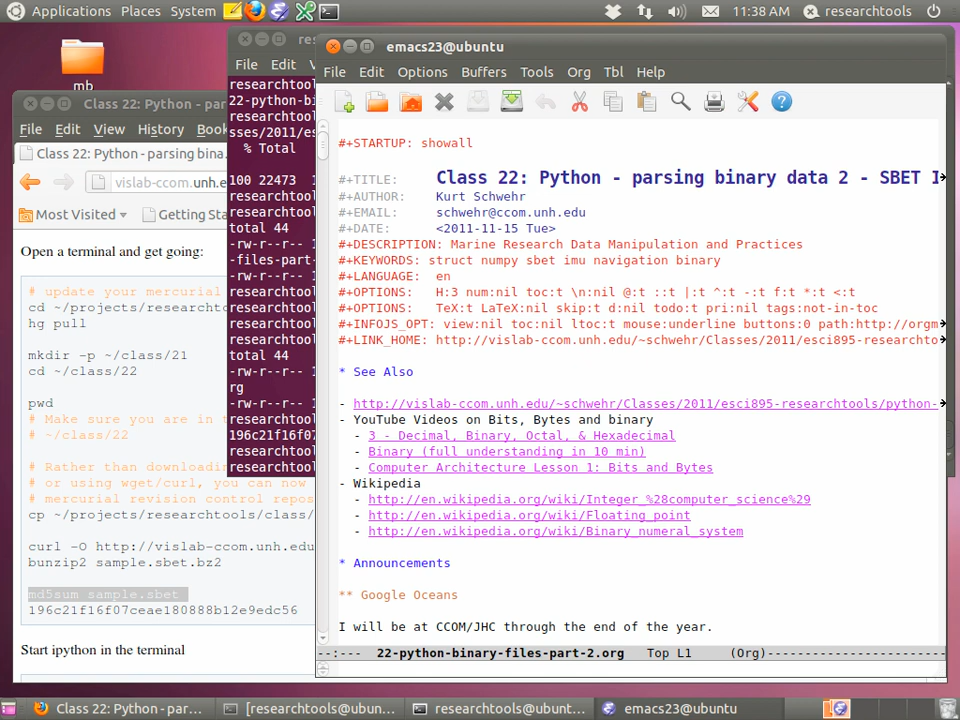 Applications Places System 11:38 AM researchtools
mb
Class 22: Python - par
File Edit View History Book
Class 22: Python - parsing bina
vislab-ccom.unh.e
Most Visited Getting Sta
Open a terminal and get going:
# update your mercurial
cd ~/projects/researchto
hg pull
mkdir -p ~/class/21
cd ~/class/22
pwd
# Make sure you are in t
# ~/class/22
# Rather than downloadin
# or using wget/curl, you can now
# mercurial revision control repos
cp ~/projects/researchtools/class/
curl -O http://vislab-ccom.unh.edu
bunzip2 sample.sbet.bz2
md5sum sample.sbet
196c21f16f07ceae180888b12e9edc56
Start ipython in the terminal
res
File Edit V
researchtool
22-python-bi
researchtool
sses/2011/es
% Total
100 22473 1
researchtool
researchtool
total 44
-rw-r--r-- 1
-files-part-
-rw-r--r-- 1
researchtool
researchtool
researchtool
researchtool
total 44
-rw-r--r-- 1
rg
-rw-r--r-- 1
researchtool
196c21f16f07
researchtool
researchtool
emacs23@ubuntu
File Edit Options Buffers Tools Org Tbl Help
#+STARTUP: showall
#+TITLE: Class 22: Python - parsing binary data 2 - SBET I
#+AUTHOR: Kurt Schwehr
#+EMAIL: schwehr@ccom.unh.edu
#+DATE: <2011-11-15 Tue>
#+DESCRIPTION: Marine Research Data Manipulation and Practices
#+KEYWORDS: struct numpy sbet imu navigation binary
#+LANGUAGE: en
#+OPTIONS: H:3 num:nil toc:t \n:nil @:t ::t |:t ^:t -:t f:t *:t <:t
#+OPTIONS: TeX:t LaTeX:nil skip:t d:nil todo:t pri:nil tags:not-in-toc
#+INFOJS_OPT: view:nil toc:nil ltoc:t mouse:underline buttons:0 path:http://orgm
#+LINK_HOME: http://vislab-ccom.unh.edu/~schwehr/Classes/2011/esci895-researchto
* See Also
- http://vislab-ccom.unh.edu/~schwehr/Classes/2011/esci895-researchtools/python-
- YouTube Videos on Bits, Bytes and binary
- 3 - Decimal, Binary, Octal, & Hexadecimal
- Binary (full understanding in 10 min)
- Computer Architecture Lesson 1: Bits and Bytes
- Wikipedia
- http://en.wikipedia.org/wiki/Integer_%28computer_science%29
- http://en.wikipedia.org/wiki/Floating_point
- http://en.wikipedia.org/wiki/Binary_numeral_system
* Announcements
** Google Oceans
I will be at CCOM/JHC through the end of the year.
--:--- 22-python-binary-files-part-2.org Top L1 (Org)
Class 22: Python - par... [researchtools@ubun... researchtools@ubunt... emacs23@ubuntu